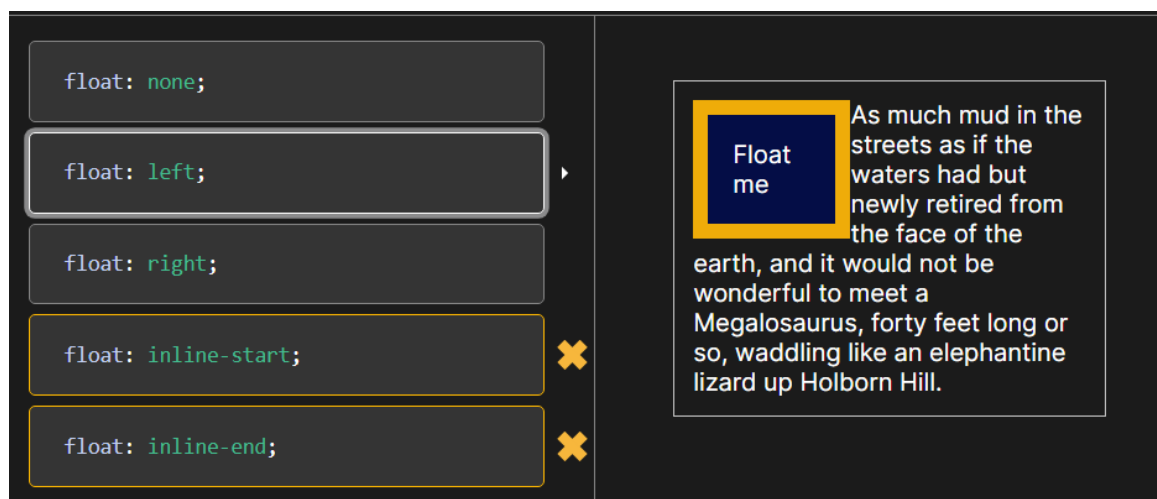 float: none;
float: left;
float: right;
float: inline-start;
float: inline-end;
Float
me
As much mud in the
streets as if the
waters had but
newly retired from
the face of the
earth, and it would not be
wonderful to meet a
Megalosaurus, forty feet long or
so, waddling like an elephantine
lizard up Holborn Hill.